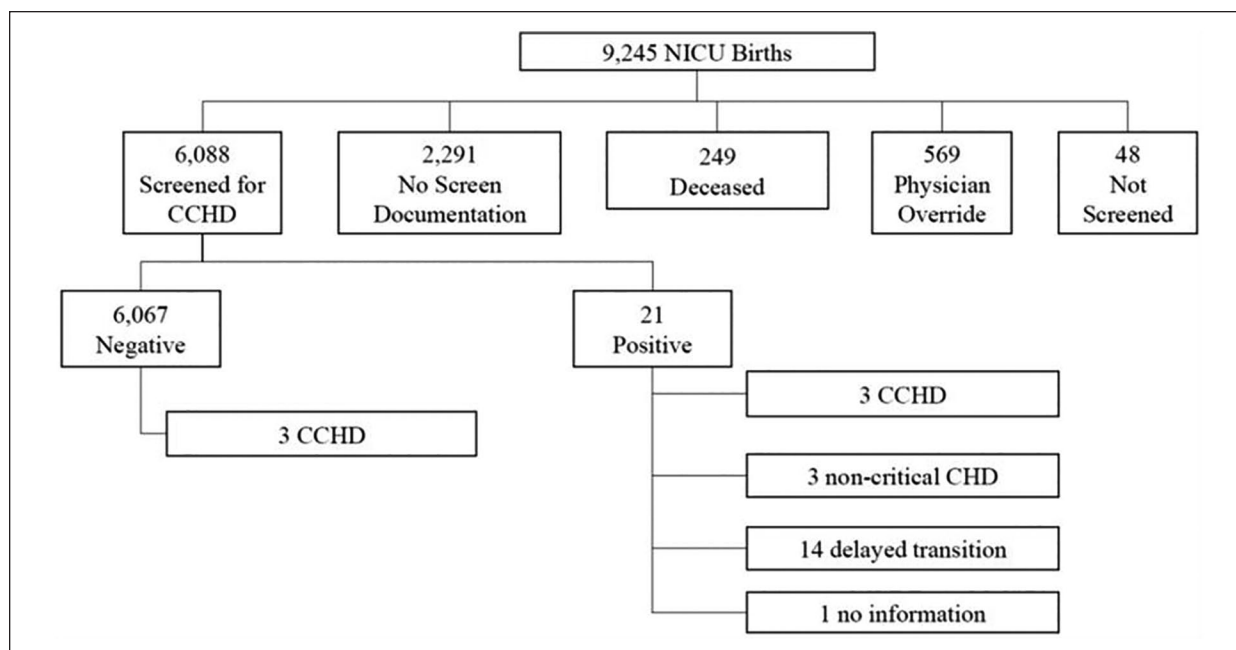 9,245 NICU Births
6,088
Screened for
CCHD
2,291
No Screen
Documentation
249
Deceased
569
Physician
Override
48
Not
Screened
6,067
Negative
21
Positive
3 CCHD
3 CCHD
3 non-critical CHD
14 delayed transition
1 no information